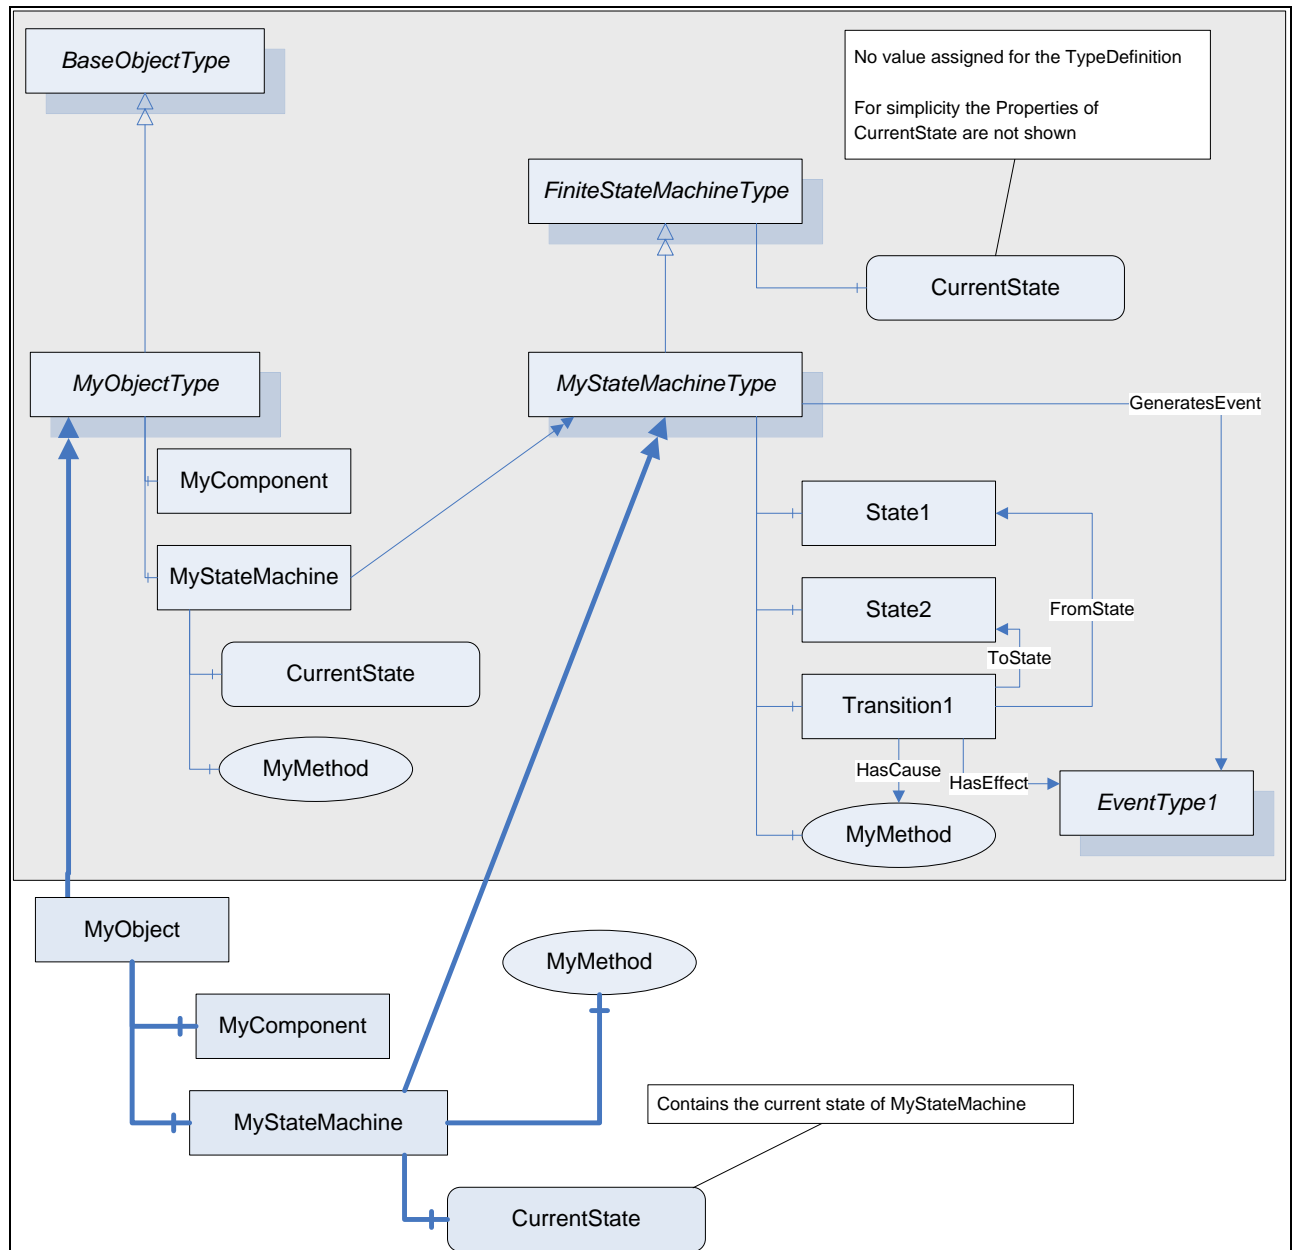 BaseObjectType
No value assigned for the TypeDefinition
For simplicity the Properties of
CurrentState are not shown
FiniteStateMachineType
CurrentState
MyObjectType
MyStateMachineType
GeneratesEvent
MyComponent
State1
MyStateMachine
State2
FromState
ToState
CurrentState
Transition1
MyMethod
HasCause
HasEffect
EventType1
MyMethod
MyObject
MyMethod
MyComponent
MyStateMachine
Contains the current state of MyStateMachine
CurrentState